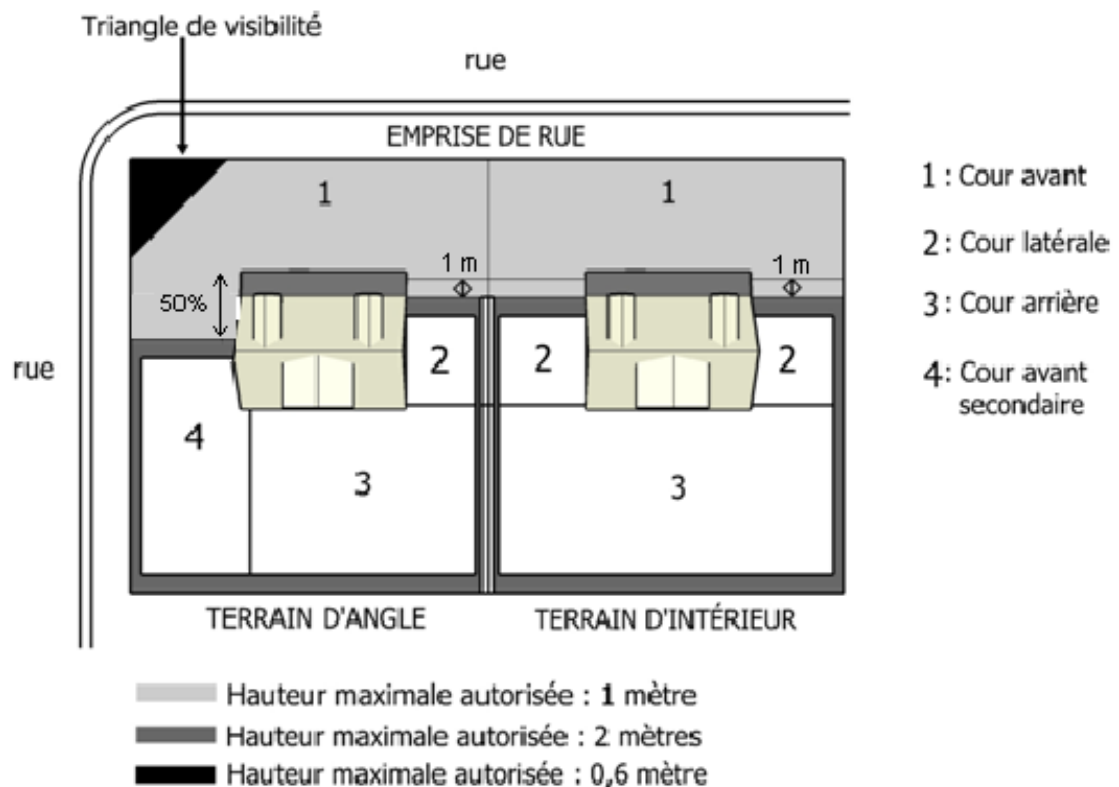 Triangle de visibilité
rue
EMPRISE DE RUE
1
1
1 : Cour avant
2 : Cour latérale
1 m
1 m
50%
3 : Cour arrière
rue
2
2
2
4 : Cour avant
secondaire
4
3
3
TERRAIN D'ANGLE
TERRAIN D'INTÉRIEUR
Hauteur maximale autorisée : 1 mètre
Hauteur maximale autorisée : 2 mètres
Hauteur maximale autorisée : 0,6 mètre